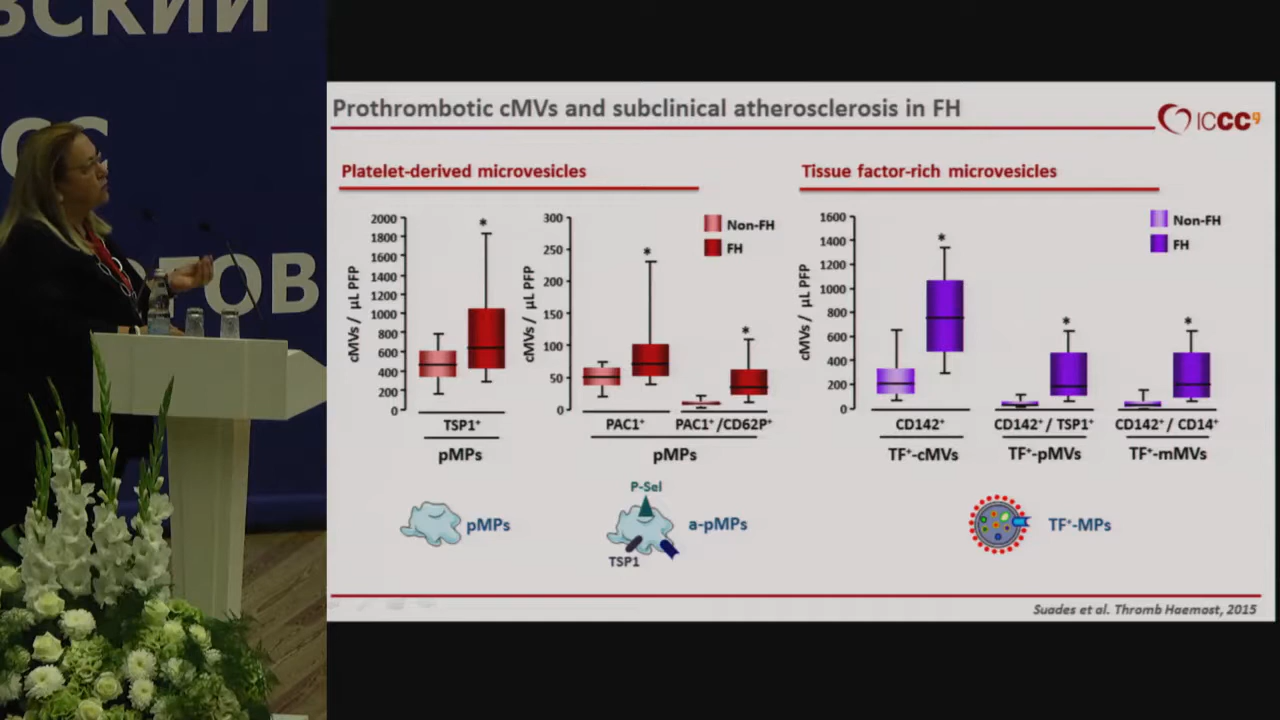 ВСКИЙ
СС
ТОВ
Prothrombotic cMVs and subclinical atherosclerosis in FH
ICCC
Platelet-derived microvesicles
Tissue factor-rich microvesicles
cMVs / µL PFP
2000
1800
1600
1400
1200
1000
800
600
400
200
0
*
TSP1⁺
pMPs
cMVs / µL PFP
300
250
200
150
100
50
0
*
*
Non-FH
FH
PAC1⁺
PAC1⁺/CD62P⁺
pMPs
cMVs / µL PFP
1600
1400
1200
1000
800
600
400
200
0
*
*
*
Non-FH
FH
CD142⁺
CD142⁺ / TSP1⁺
CD142⁺ / CD14⁺
TF⁺-cMVs
TF⁺-pMVs
TF⁺-mMVs
pMPs
P-Sel
TSP1
a-pMPs
TF⁺-MPs
Suades et al. Thromb Haemost, 2015